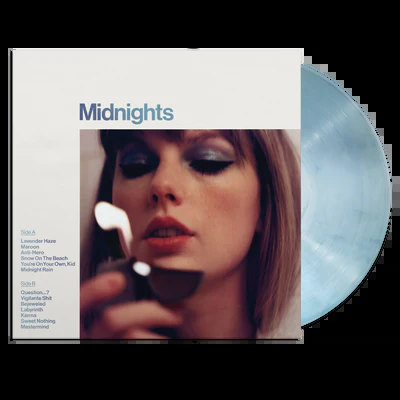 Midnights
Side A
Lavender Haze
Maroon
Anti-Hero
Snow On The Beach
You're On Your Own, Kid
Midnight Rain
Side B
Question...?
Vigilante Shit
Bejeweled
Labyrinth
Karma
Sweet Nothing
Mastermind